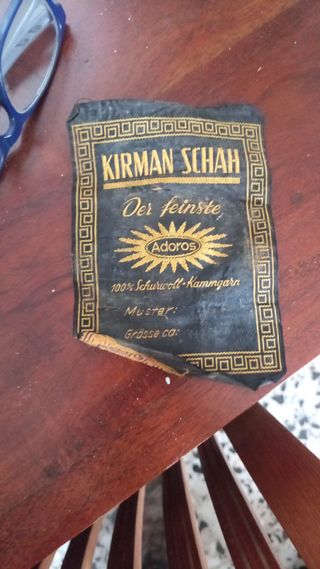 KIRMAN SCHAH
Der feinste
Adoros
100% Schurwoll-Kammgarn
Muster:
Grösse ca: